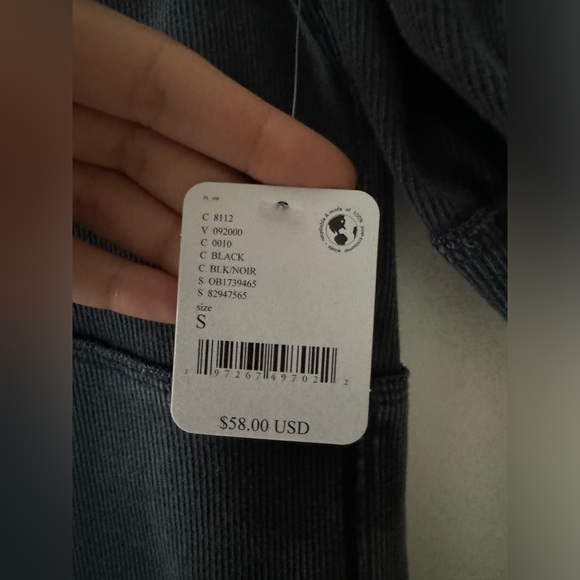 C 8112
V 092000
C 0010
C BLACK
C BLK/NOIR
S OB1739465
S 82947565
size
S
1 97267 49702 2
$58.00 USD